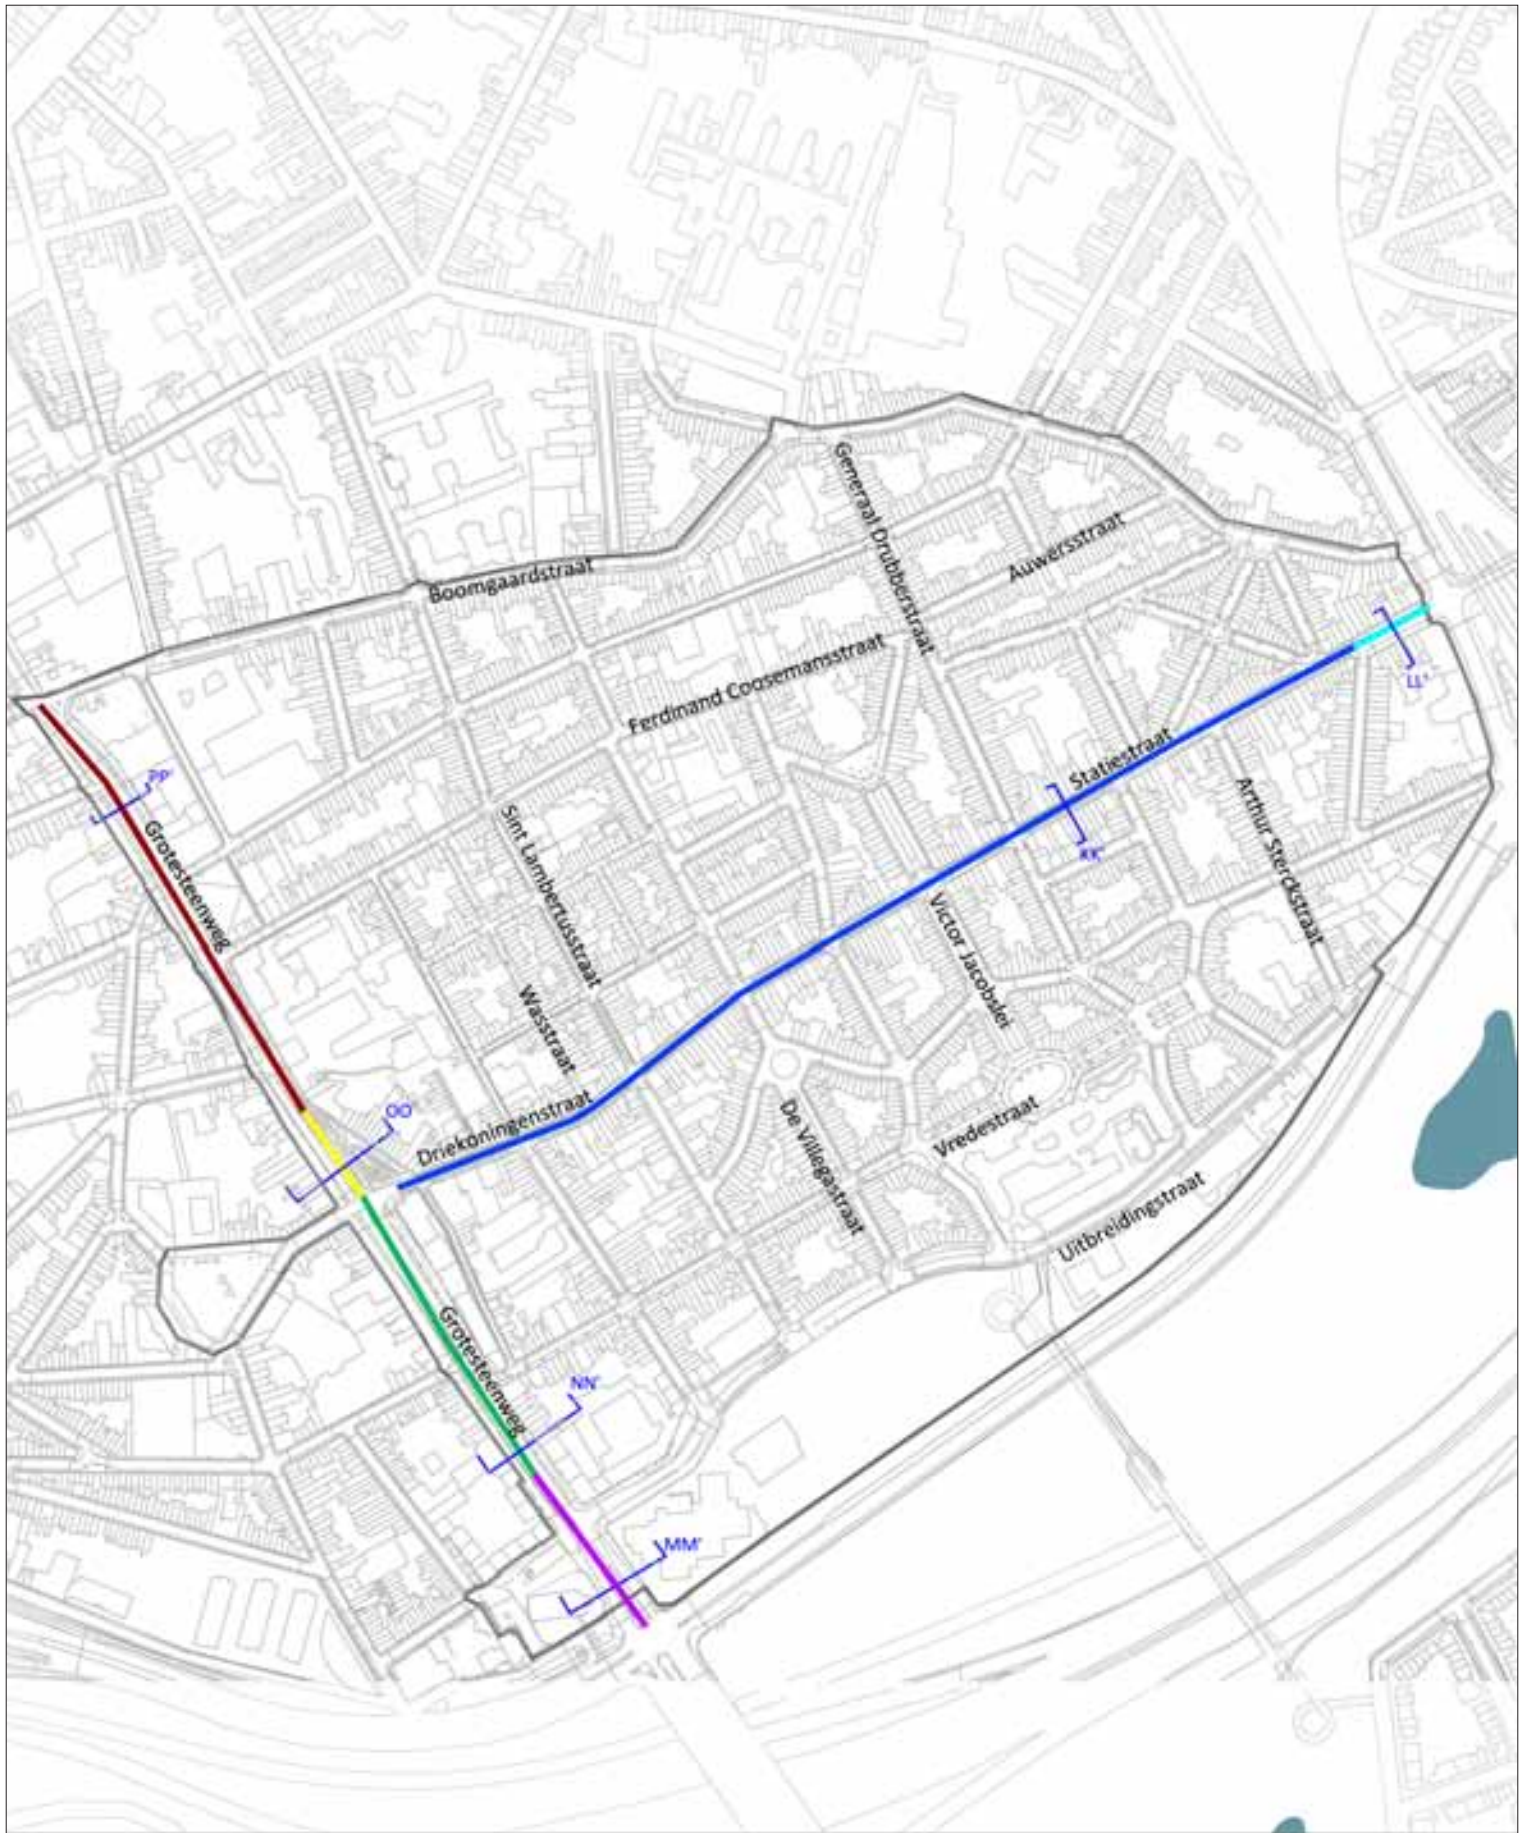 Generaal Drubberstraat
Auwersstraat
Boomgaardstraat
Ferdinand Coosemansstraat
LL'
Statiestraat
PP'
Arthur Sterckstraat
Grotesteenweg
Sint Lambertusstraat
KK'
Victor Jacobslei
Wasstraat
OO'
Driekoningenstraat
De Villegastraat
Vredestraat
Uitbreidingstraat
Grotesteenweg
NN'
MM'